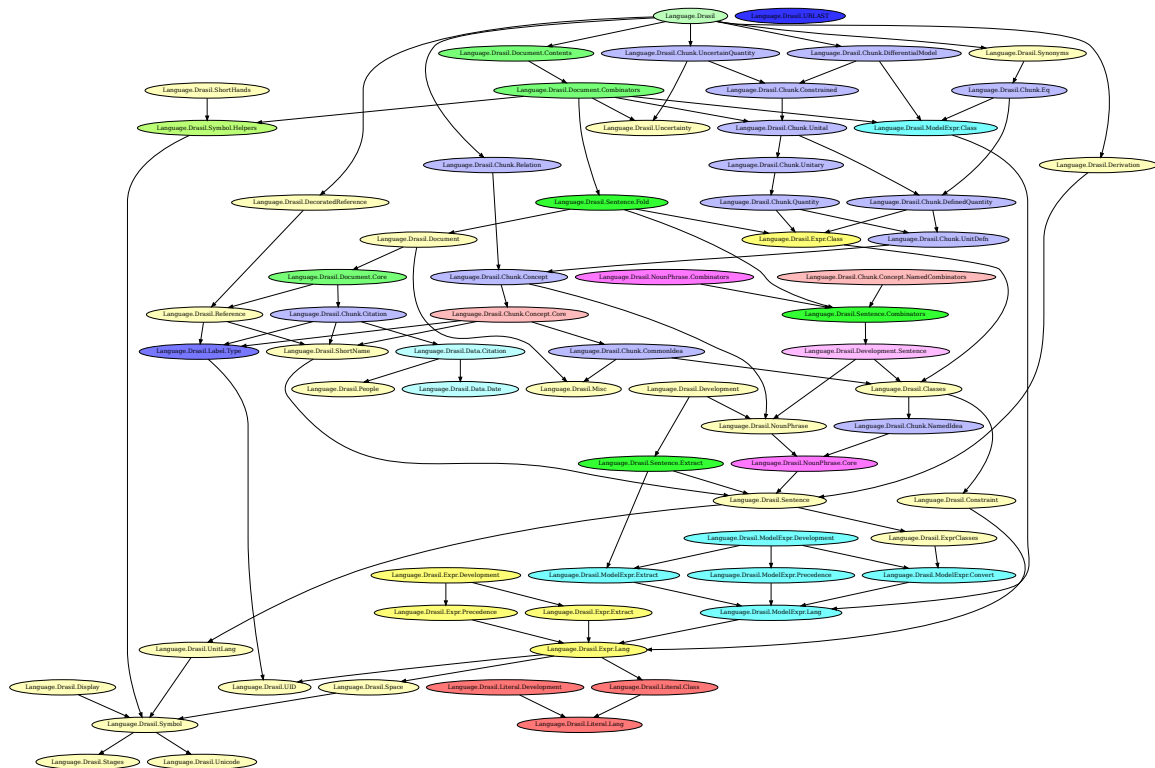 Language.Drasil
Language.Drasil.URI.AST
Language.Drasil.Document.Contents
Language.Drasil.Chunk.UncertainQuantity
Language.Drasil.Chunk.DifferentialModel
Language.Drasil.Synonyms
Language.Drasil.ShortHands
Language.Drasil.Document.Combinators
Language.Drasil.Chunk.Constrained
Language.Drasil.Chunk.Eq
Language.Drasil.Symbol.Helpers
Language.Drasil.Uncertainty
Language.Drasil.Chunk.Unital
Language.Drasil.ModelExpr.Class
Language.Drasil.Chunk.Relation
Language.Drasil.Chunk.Unitary
Language.Drasil.Derivation
Language.Drasil.DecoratedReference
Language.Drasil.Sentence.Fold
Language.Drasil.Chunk.Quantity
Language.Drasil.Chunk.DefinedQuantity
Language.Drasil.Document
Language.Drasil.Expr.Class
Language.Drasil.Chunk.UnitDefn
Language.Drasil.Document.Core
Language.Drasil.Chunk.Concept
Language.Drasil.NounPhrase.Combinators
Language.Drasil.Chunk.Concept.NamedCombinators
Language.Drasil.Reference
Language.Drasil.Chunk.Citation
Language.Drasil.Chunk.Concept.Core
Language.Drasil.Sentence.Combinators
Language.Drasil.Label.Type
Language.Drasil.ShortName
Language.Drasil.Data.Citation
Language.Drasil.Chunk.CommonIdea
Language.Drasil.Development.Sentence
Language.Drasil.People
Language.Drasil.Data.Date
Language.Drasil.Misc
Language.Drasil.Development
Language.Drasil.Classes
Language.Drasil.NounPhrase
Language.Drasil.Chunk.NamedIdea
Language.Drasil.Sentence.Extract
Language.Drasil.NounPhrase.Core
Language.Drasil.Sentence
Language.Drasil.Constraint
Language.Drasil.ModelExpr.Development
Language.Drasil.ExprClasses
Language.Drasil.Expr.Development
Language.Drasil.ModelExpr.Extract
Language.Drasil.ModelExpr.Precedence
Language.Drasil.ModelExpr.Convert
Language.Drasil.Expr.Precedence
Language.Drasil.Expr.Extract
Language.Drasil.ModelExpr.Lang
Language.Drasil.UnitLang
Language.Drasil.Expr.Lang
Language.Drasil.Display
Language.Drasil.UID
Language.Drasil.Space
Language.Drasil.Literal.Development
Language.Drasil.Literal.Class
Language.Drasil.Symbol
Language.Drasil.Literal.Lang
Language.Drasil.Stages
Language.Drasil.Unicode